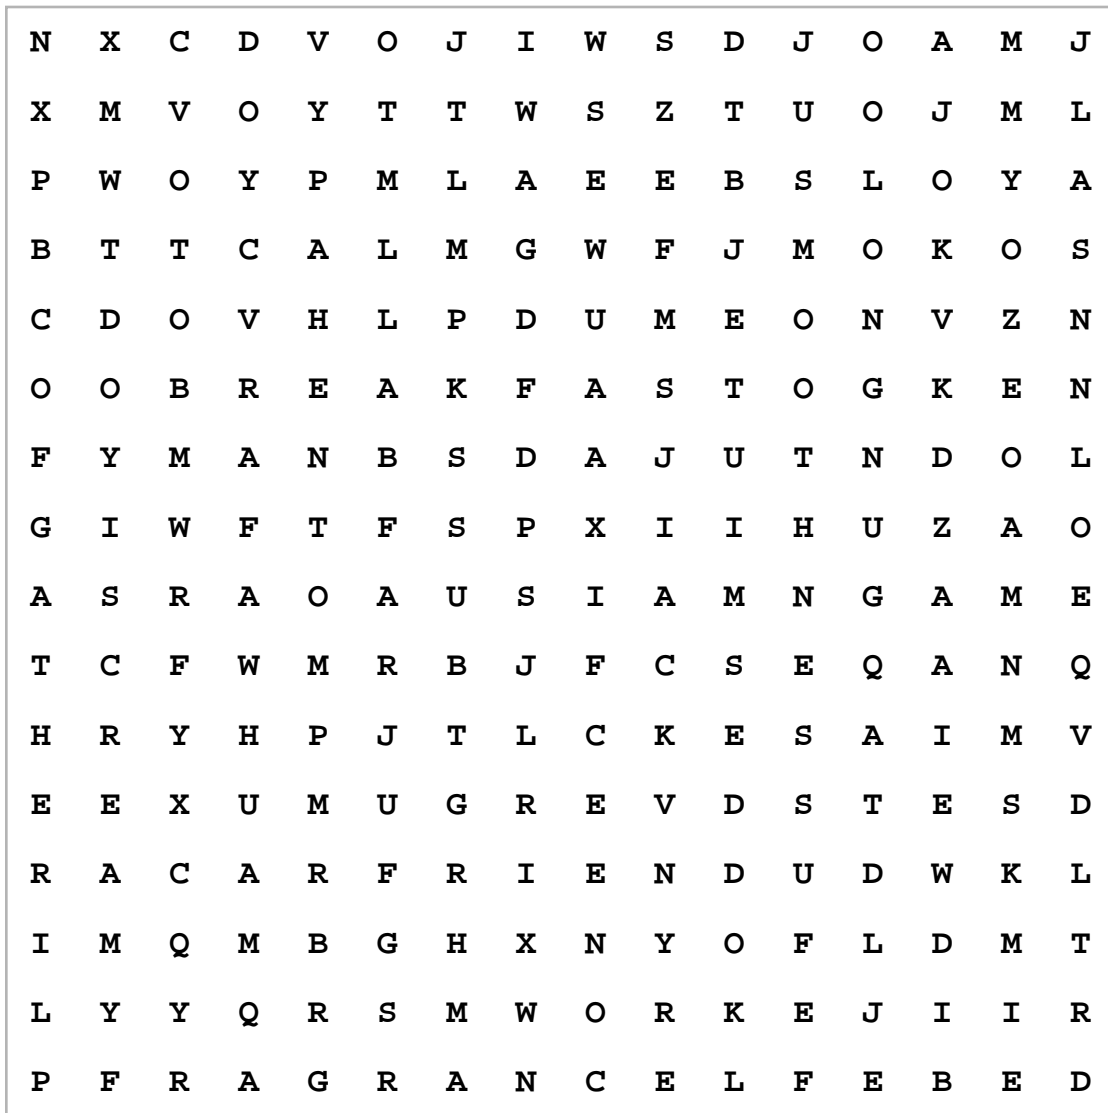 N X C D V O J I W S D J O A M J
X M V O Y T T W S Z T U O J M L
P W O Y P M L A E E B S L O Y A
B T T C A L M G W F J M O K O S
C D O V H L P D U M E O N V Z N
O O B R E A K F A S T O G K E N
F Y M A N B S D A J U T N D O L
G I W F T F S P X I I H U Z A O
A S R A O A U S I A M N G A M E
T C F W M R B J F C S E Q A N Q
H R Y H P J T L C K E S A I M V
E E X U M U G R E V D S T E S D
R A C A R F R I E N D U D W K L
I M Q M B G H X N Y O F L D M T
L Y Y Q R S M W O R K E J I I R
P F R A G R A N C E L F E B E D